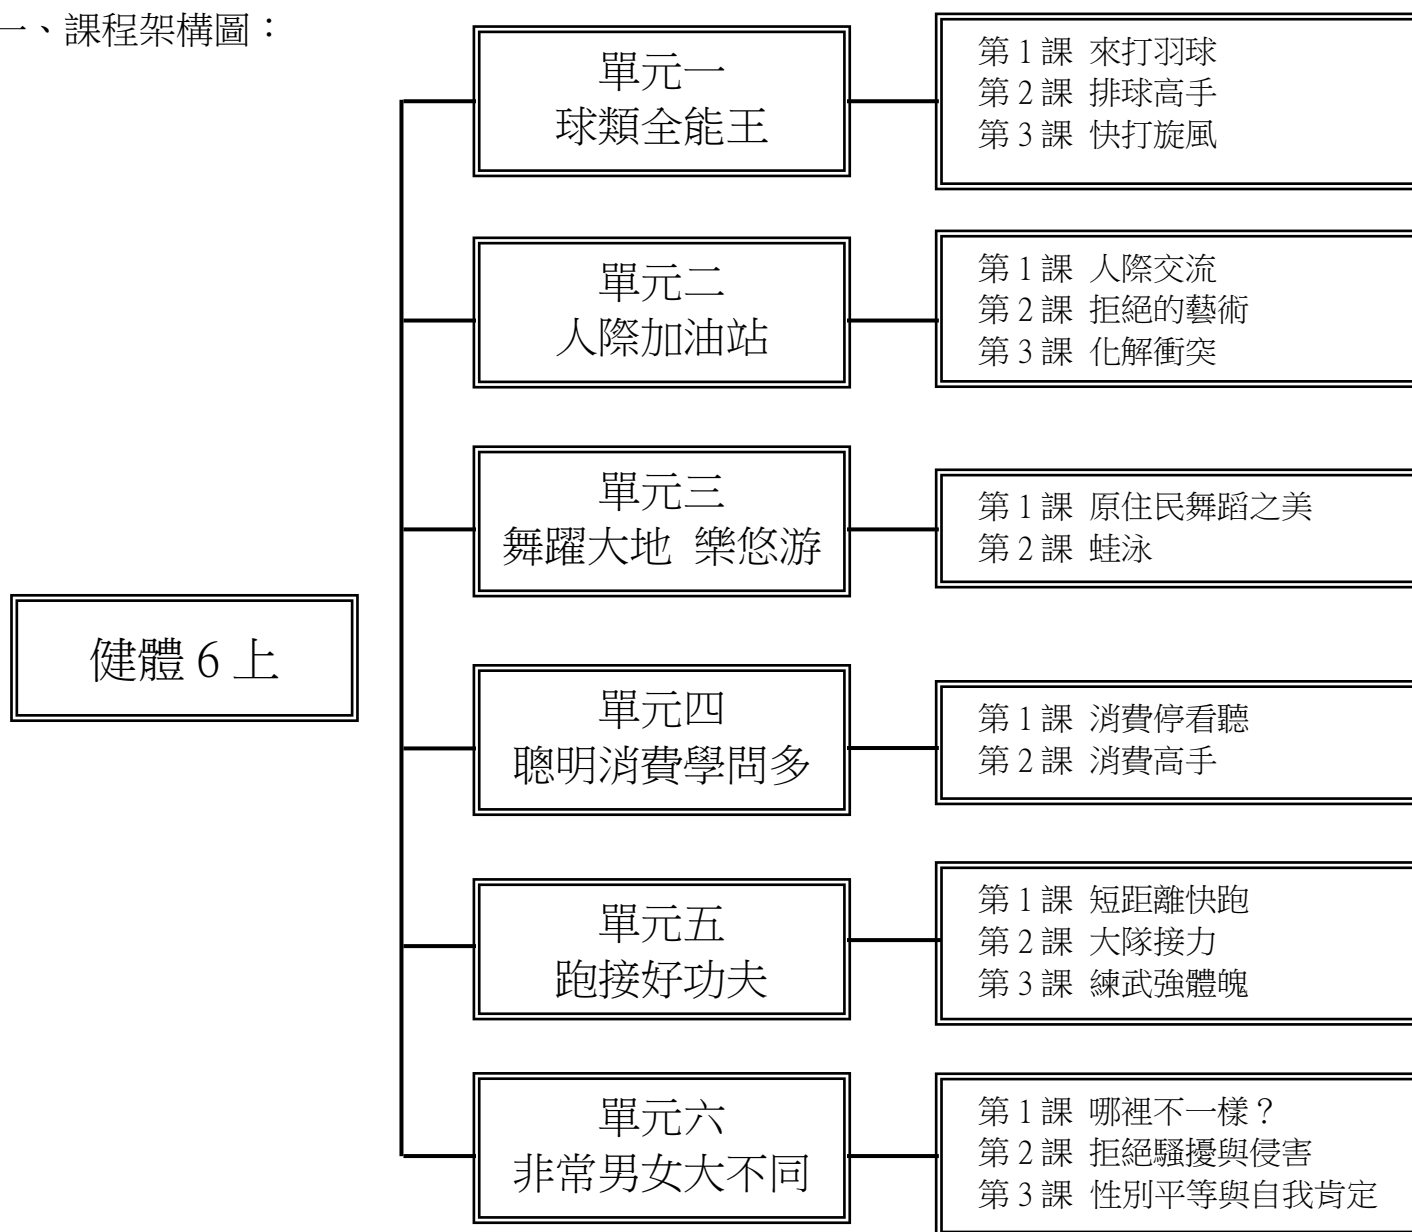 一、課程架構圖：
健體 6 上
單元一
球類全能王
第 1 課 來打羽球
第 2 課 排球高手
第 3 課 快打旋風
單元二
人際加油站
第 1 課 人際交流
第 2 課 拒絕的藝術
第 3 課 化解衝突
單元三
舞躍大地 樂悠游
第 1 課 原住民舞蹈之美
第 2 課 蛙泳
單元四
聰明消費學問多
第 1 課 消費停看聽
第 2 課 消費高手
單元五
跑接好功夫
第 1 課 短距離快跑
第 2 課 大隊接力
第 3 課 練武強體魄
單元六
非常男女大不同
第 1 課 哪裡不一樣？
第 2 課 拒絕騷擾與侵害
第 3 課 性別平等與自我肯定